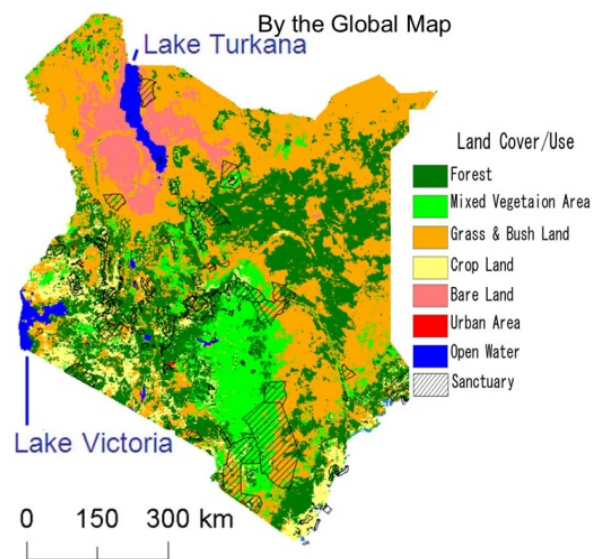 By the Global Map
Lake Turkana
Land Cover/Use
Forest
Mixed Vegetaion Area
Grass & Bush Land
Crop Land
Bare Land
Urban Area
Open Water
Sanctuary
Lake Victoria
0 150 300 km